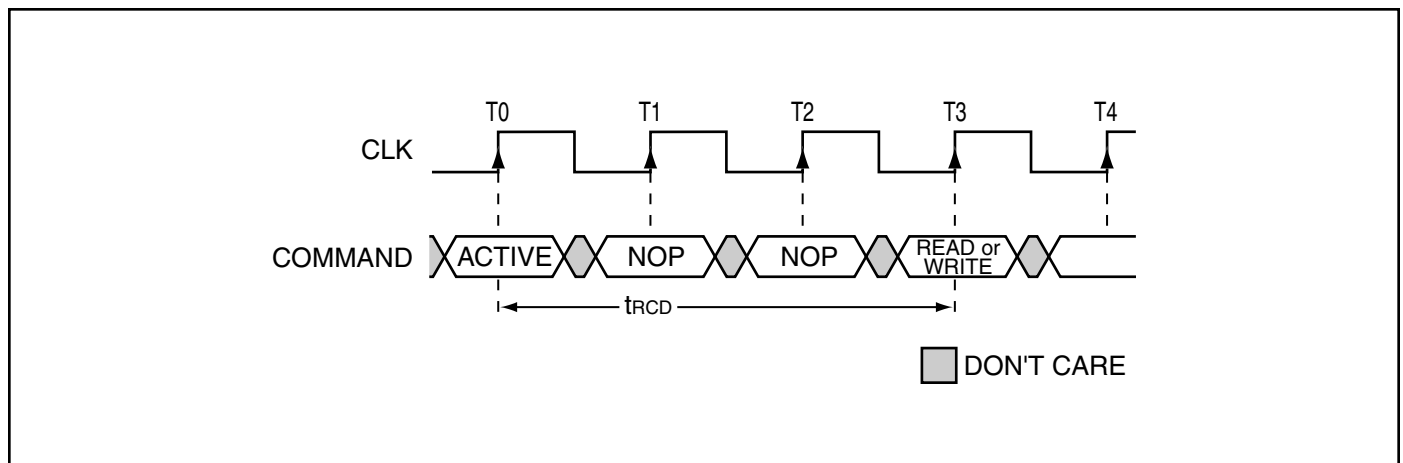 T0 T1 T2 T3 T4
CLK
COMMAND ACTIVE NOP NOP READ or
WRITE
tRCD
DON'T CARE